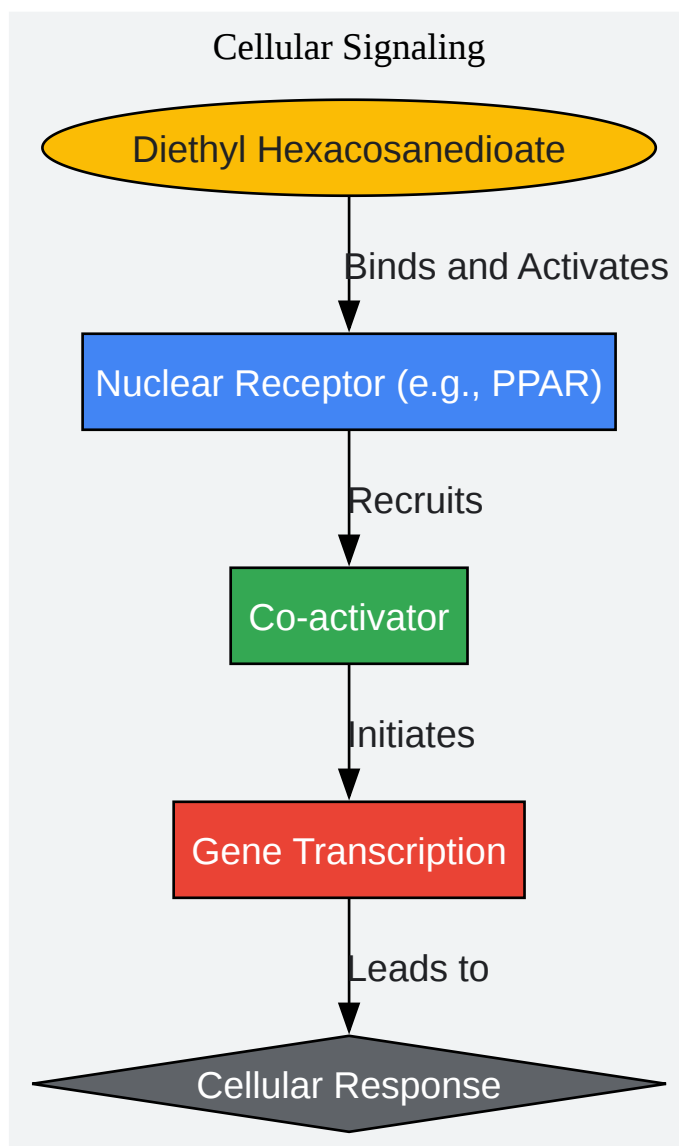 Cellular Signaling
Diethyl Hexacosanedioate
Binds and Activates
Nuclear Receptor (e.g., PPAR)
Recruits
Co-activator
Initiates
Gene Transcription
Leads to
Cellular Response